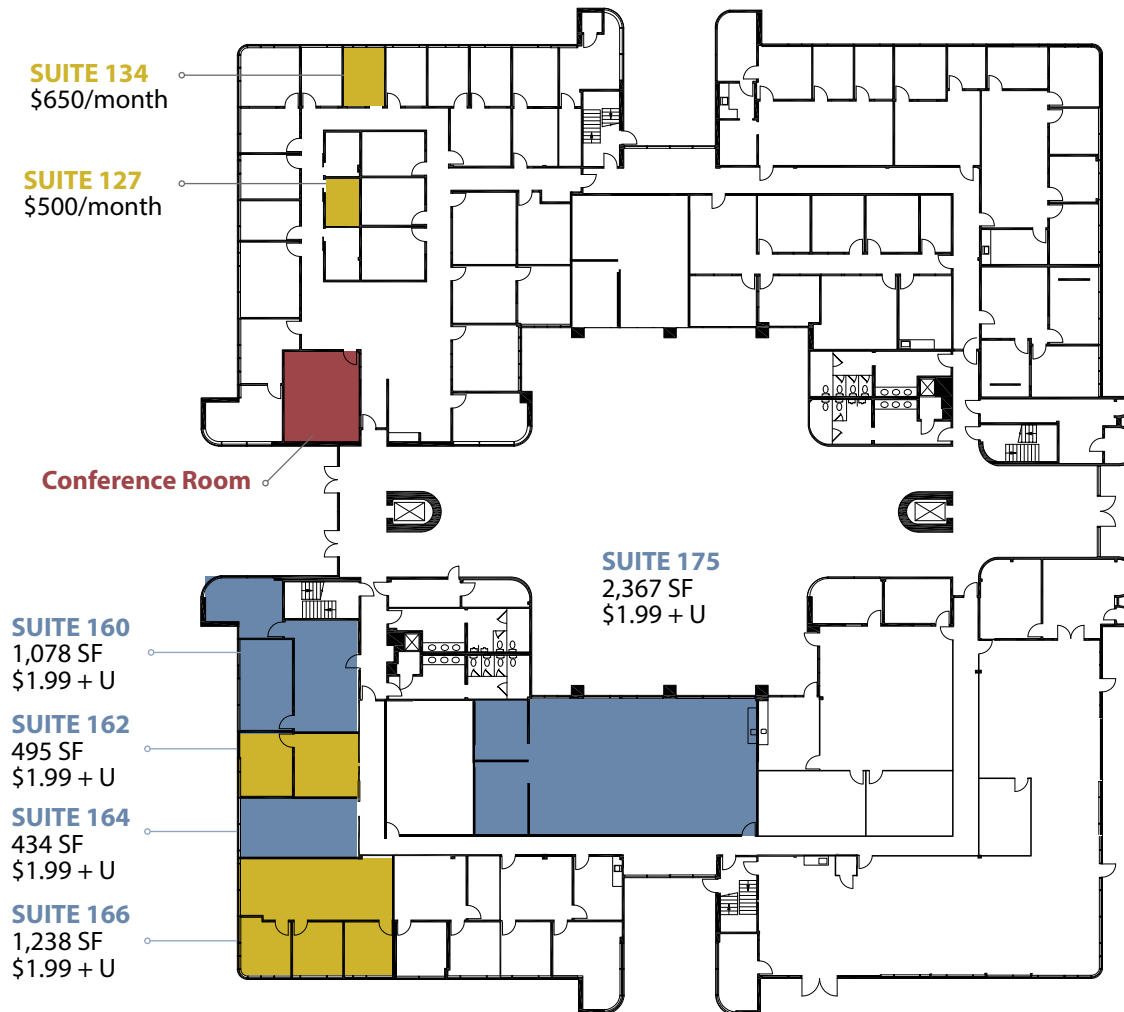 SUITE 134
$650/month
SUITE 127
$500/month
Conference Room
SUITE 175
2,367 SF
$1.99 + U
SUITE 160
1,078 SF
$1.99 + U
SUITE 162
495 SF
$1.99 + U
SUITE 164
434 SF
$1.99 + U
SUITE 166
1,238 SF
$1.99 + U